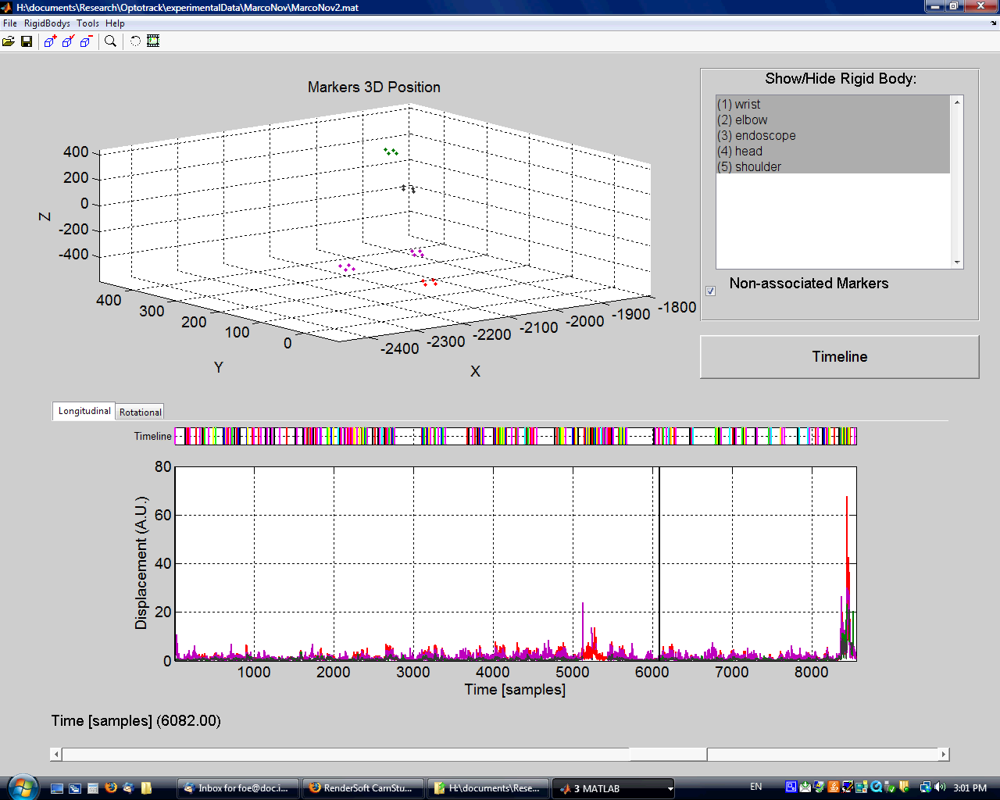 H:\documents\Research\Optotrack\experimentalData\MarcoNov\MarcoNov2.mat
File RigidBodys Tools Help
Markers 3D Position
Show/Hide Rigid Body:
(1) wrist
(2) elbow
(3) endoscope
(4) head
(5) shoulder
Non-associated Markers
Timeline
400
200
0
-200
-400
Z
400
300
200
100
0
Y
-2400
-2300
-2200
-2100
-2000
-1900
-1800
X
Longitudinal Rotational
Timeline
80
60
40
20
0
Displacement (A.U.)
1000 2000 3000 4000 5000 6000 7000 8000
Time [samples]
Time [samples] (6082.00)
Inbox for foe@doc.i... RenderSoft CamStu... H:\documents\Rese... 3 MATLAB EN 3:01 PM